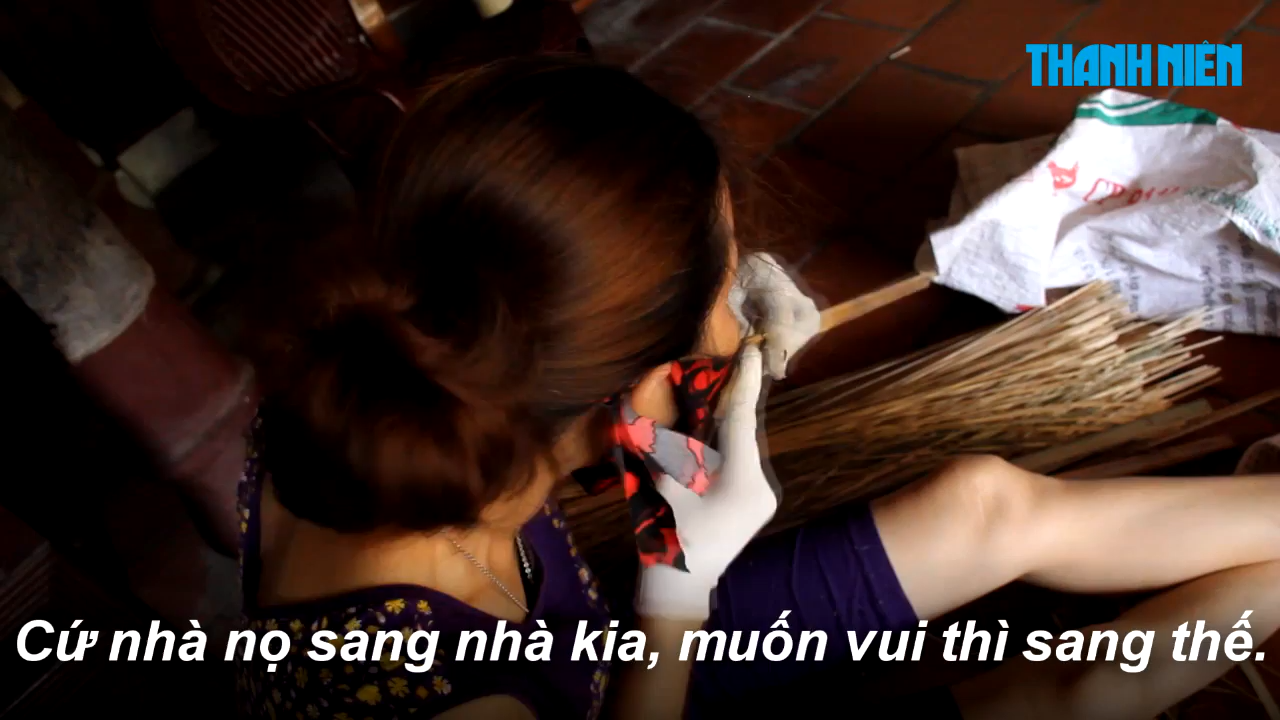 THANH NIÊN
Cứ nhà nọ sang nhà kia, muốn vui thì sang thế.